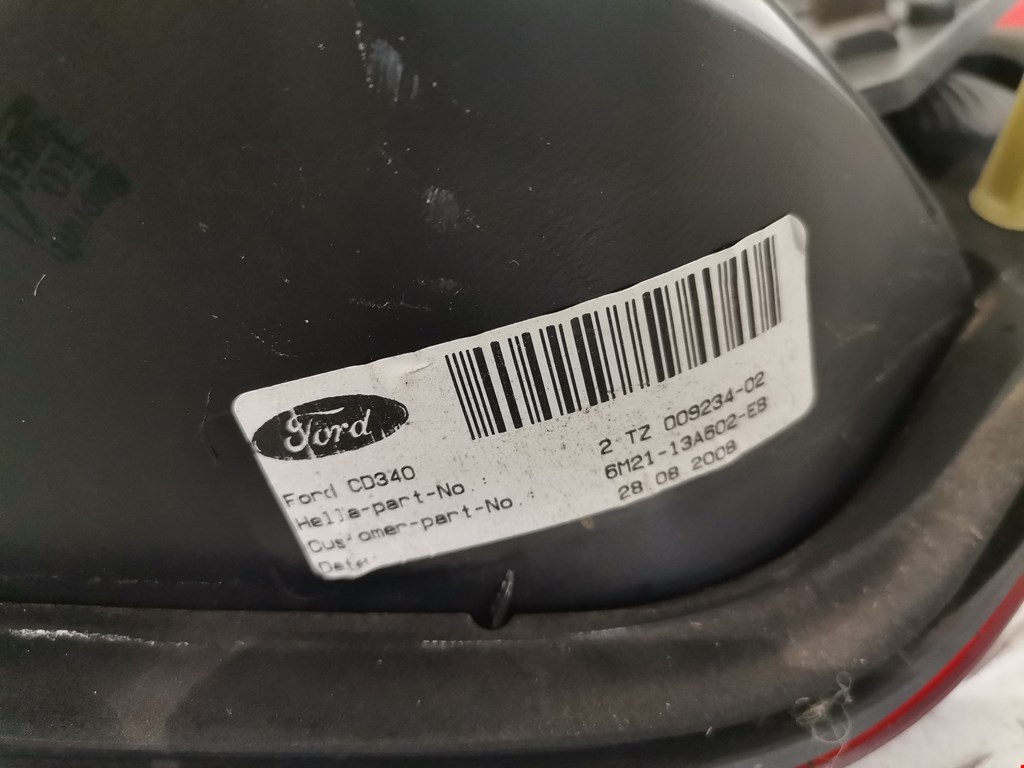 Ford
Ford CD340
Hella-part-No.: 2 TZ 009234-02
Customer-part-No.: 6M21-13A602-EB
Date: 28.08.2008